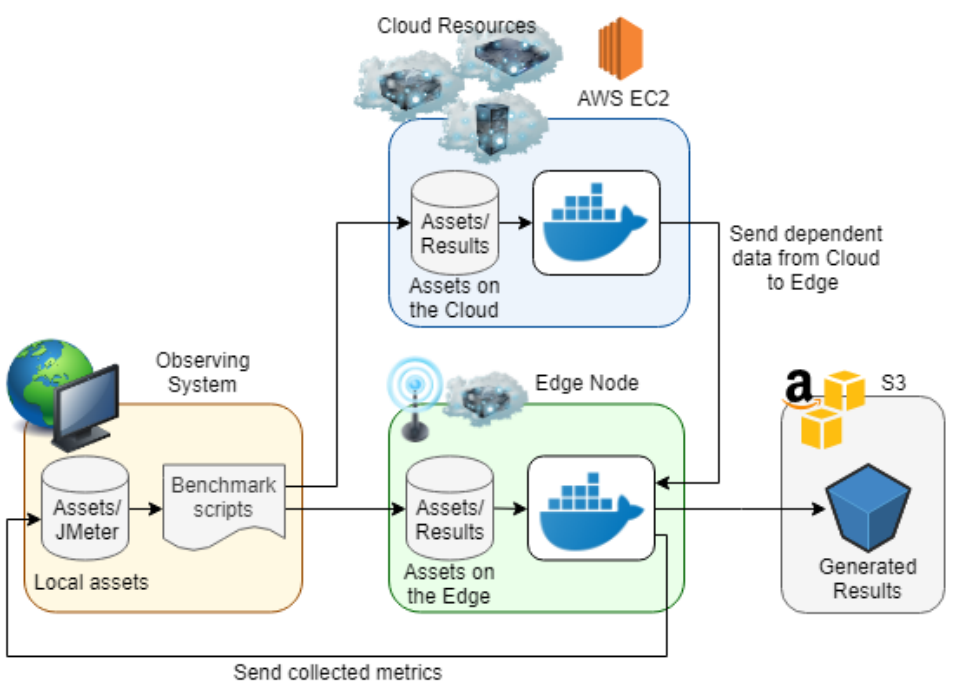 Cloud Resources
AWS EC2
Assets/
Results
Assets on
the Cloud
Send dependent
data from Cloud
to Edge
Observing
System
Edge Node
a
S3
Assets/
JMeter
Benchmark
scripts
Assets/
Results
Local assets
Assets on
the Edge
Generated
Results
Send collected metrics